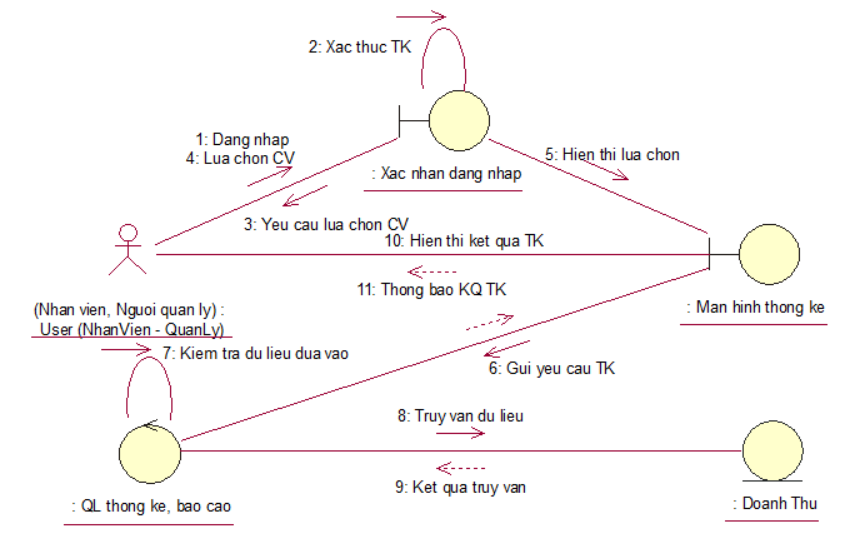 2: Xac thuc TK
1: Dang nhap
4: Lua chon CV
5: Hien thi lua chon
: Xac nhan dang nhap
3: Yeu cau lua chon CV
10: Hien thi ket qua TK
11: Thong bao KQ TK
: Man hinh thong ke
(Nhan vien, Nguoi quan ly) :
User (NhanVien - QuanLy)
7: Kiem tra du lieu dua vao
6: Gui yeu cau TK
8: Truy van du lieu
9: Ket qua truy van
: QL thong ke, bao cao
: Doanh Thu